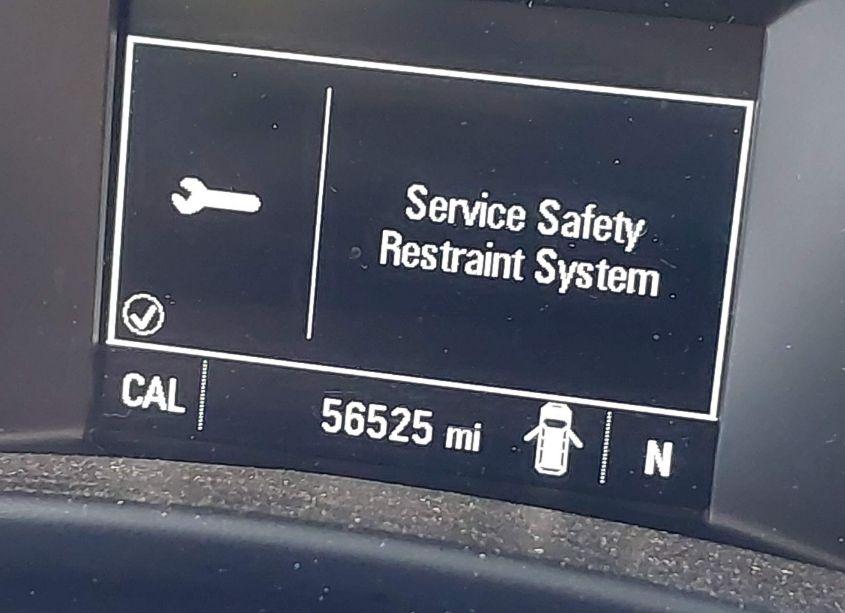 Service Safety
Restraint System
CAL 56525 mi N